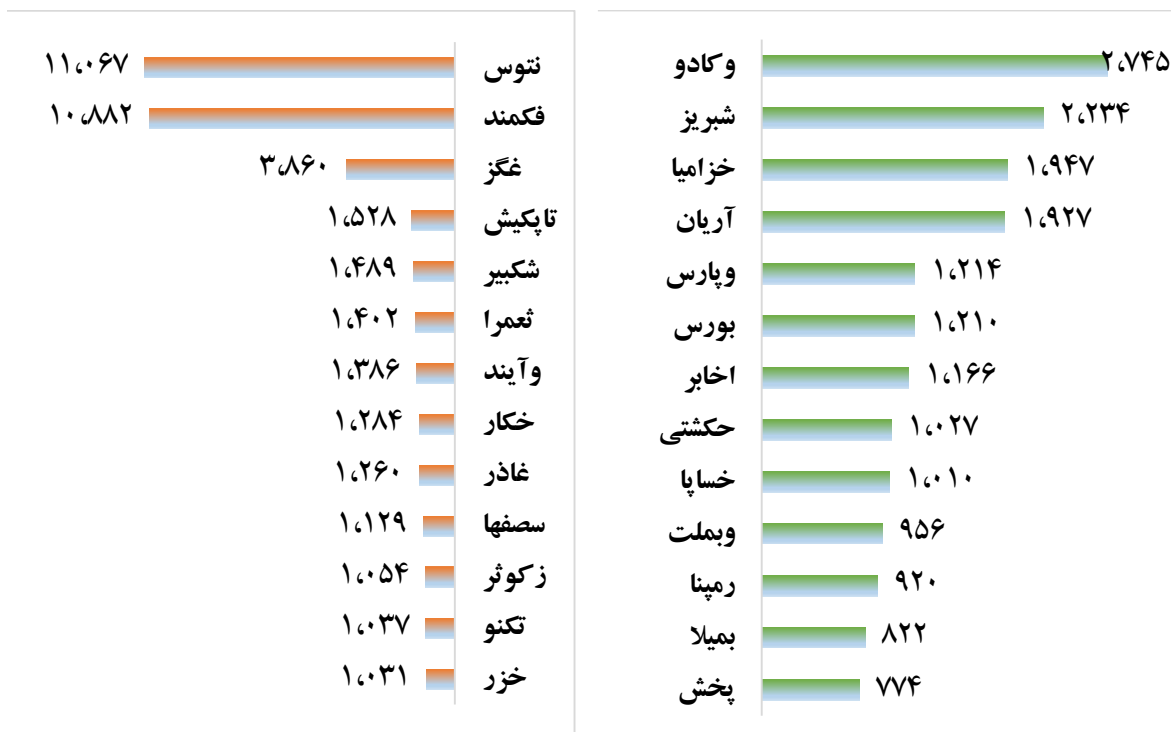 وکادو ۲،۷۴۵
شبریز ۲،۲۳۴
خزامیا ۱،۹۴۷
آریان ۱،۹۲۷
وپارس ۱،۲۱۴
بورس ۱،۲۱۰
اخابر ۱،۱۶۶
حکشتی ۱،۰۲۷
خساپا ۱،۰۱۰
وبملت ۹۵۶
رمپنا ۹۲۰
بمیلا ۸۲۲
پخش ۷۷۴
نتوس ۱۱،۰۶۷
فکمند ۱۰،۸۸۲
غگز ۳،۸۶۰
تاپکیش ۱،۵۲۸
شکبیر ۱،۴۸۹
ثعمرا ۱،۴۰۲
وآیند ۱،۳۸۶
خکار ۱،۲۸۴
غاذر ۱،۲۶۰
سصفها ۱،۱۲۹
زکوثر ۱،۰۵۴
تکنو ۱،۰۳۷
خزر ۱،۰۳۱